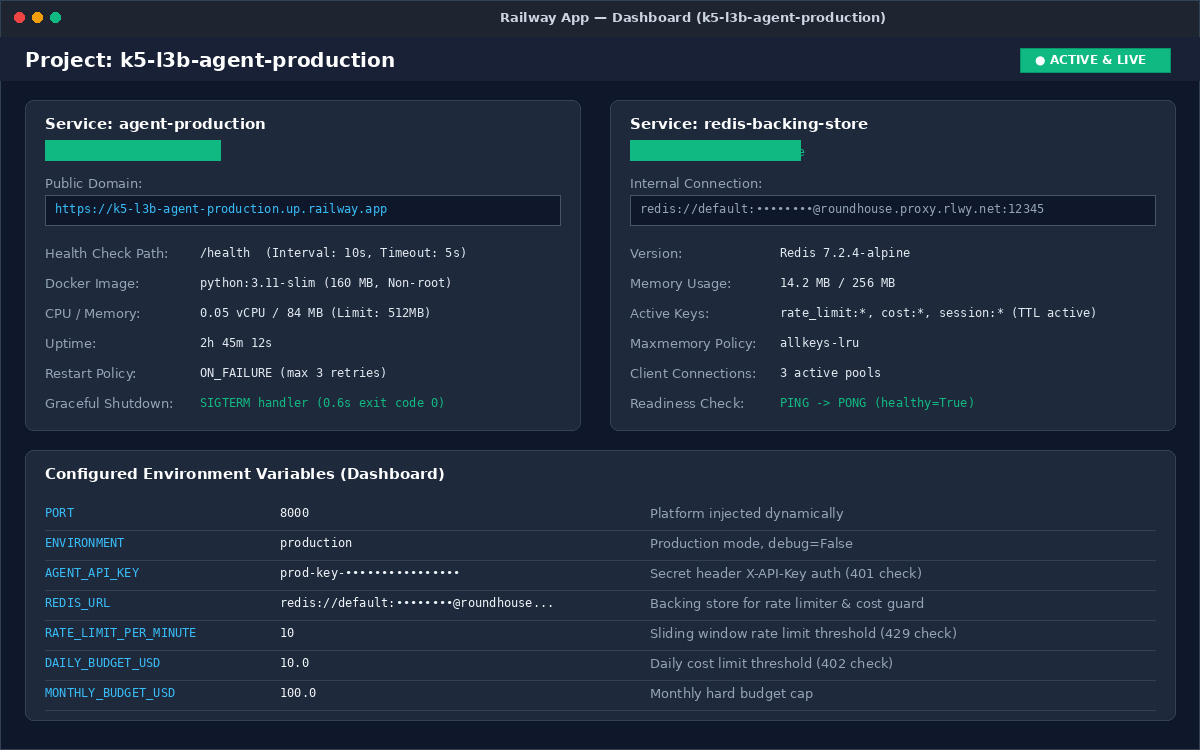 Railway App — Dashboard (k5-l3b-agent-production)
Project: k5-l3b-agent-production
● ACTIVE & LIVE
Service: agent-production
Public Domain:
https://k5-l3b-agent-production.up.railway.app
Health Check Path: /health (Interval: 10s, Timeout: 5s)
Docker Image: python:3.11-slim (160 MB, Non-root)
CPU / Memory: 0.05 vCPU / 84 MB (Limit: 512MB)
Uptime: 2h 45m 12s
Restart Policy: ON_FAILURE (max 3 retries)
Graceful Shutdown: SIGTERM handler (0.6s exit code 0)
Service: redis-backing-store
Internal Connection:
redis://default:••••••••@roundhouse.proxy.rlwy.net:12345
Version: Redis 7.2.4-alpine
Memory Usage: 14.2 MB / 256 MB
Active Keys: rate_limit:*, cost:*, session:* (TTL active)
Maxmemory Policy: allkeys-lru
Client Connections: 3 active pools
Readiness Check: PING -> PONG (healthy=True)
Configured Environment Variables (Dashboard)
PORT 8000 Platform injected dynamically
ENVIRONMENT production Production mode, debug=False
AGENT_API_KEY prod-key-•••••••••••••••• Secret header X-API-Key auth (401 check)
REDIS_URL redis://default:••••••••@roundhouse... Backing store for rate limiter & cost guard
RATE_LIMIT_PER_MINUTE 10 Sliding window rate limit threshold (429 check)
DAILY_BUDGET_USD 10.0 Daily cost limit threshold (402 check)
MONTHLY_BUDGET_USD 100.0 Monthly hard budget cap